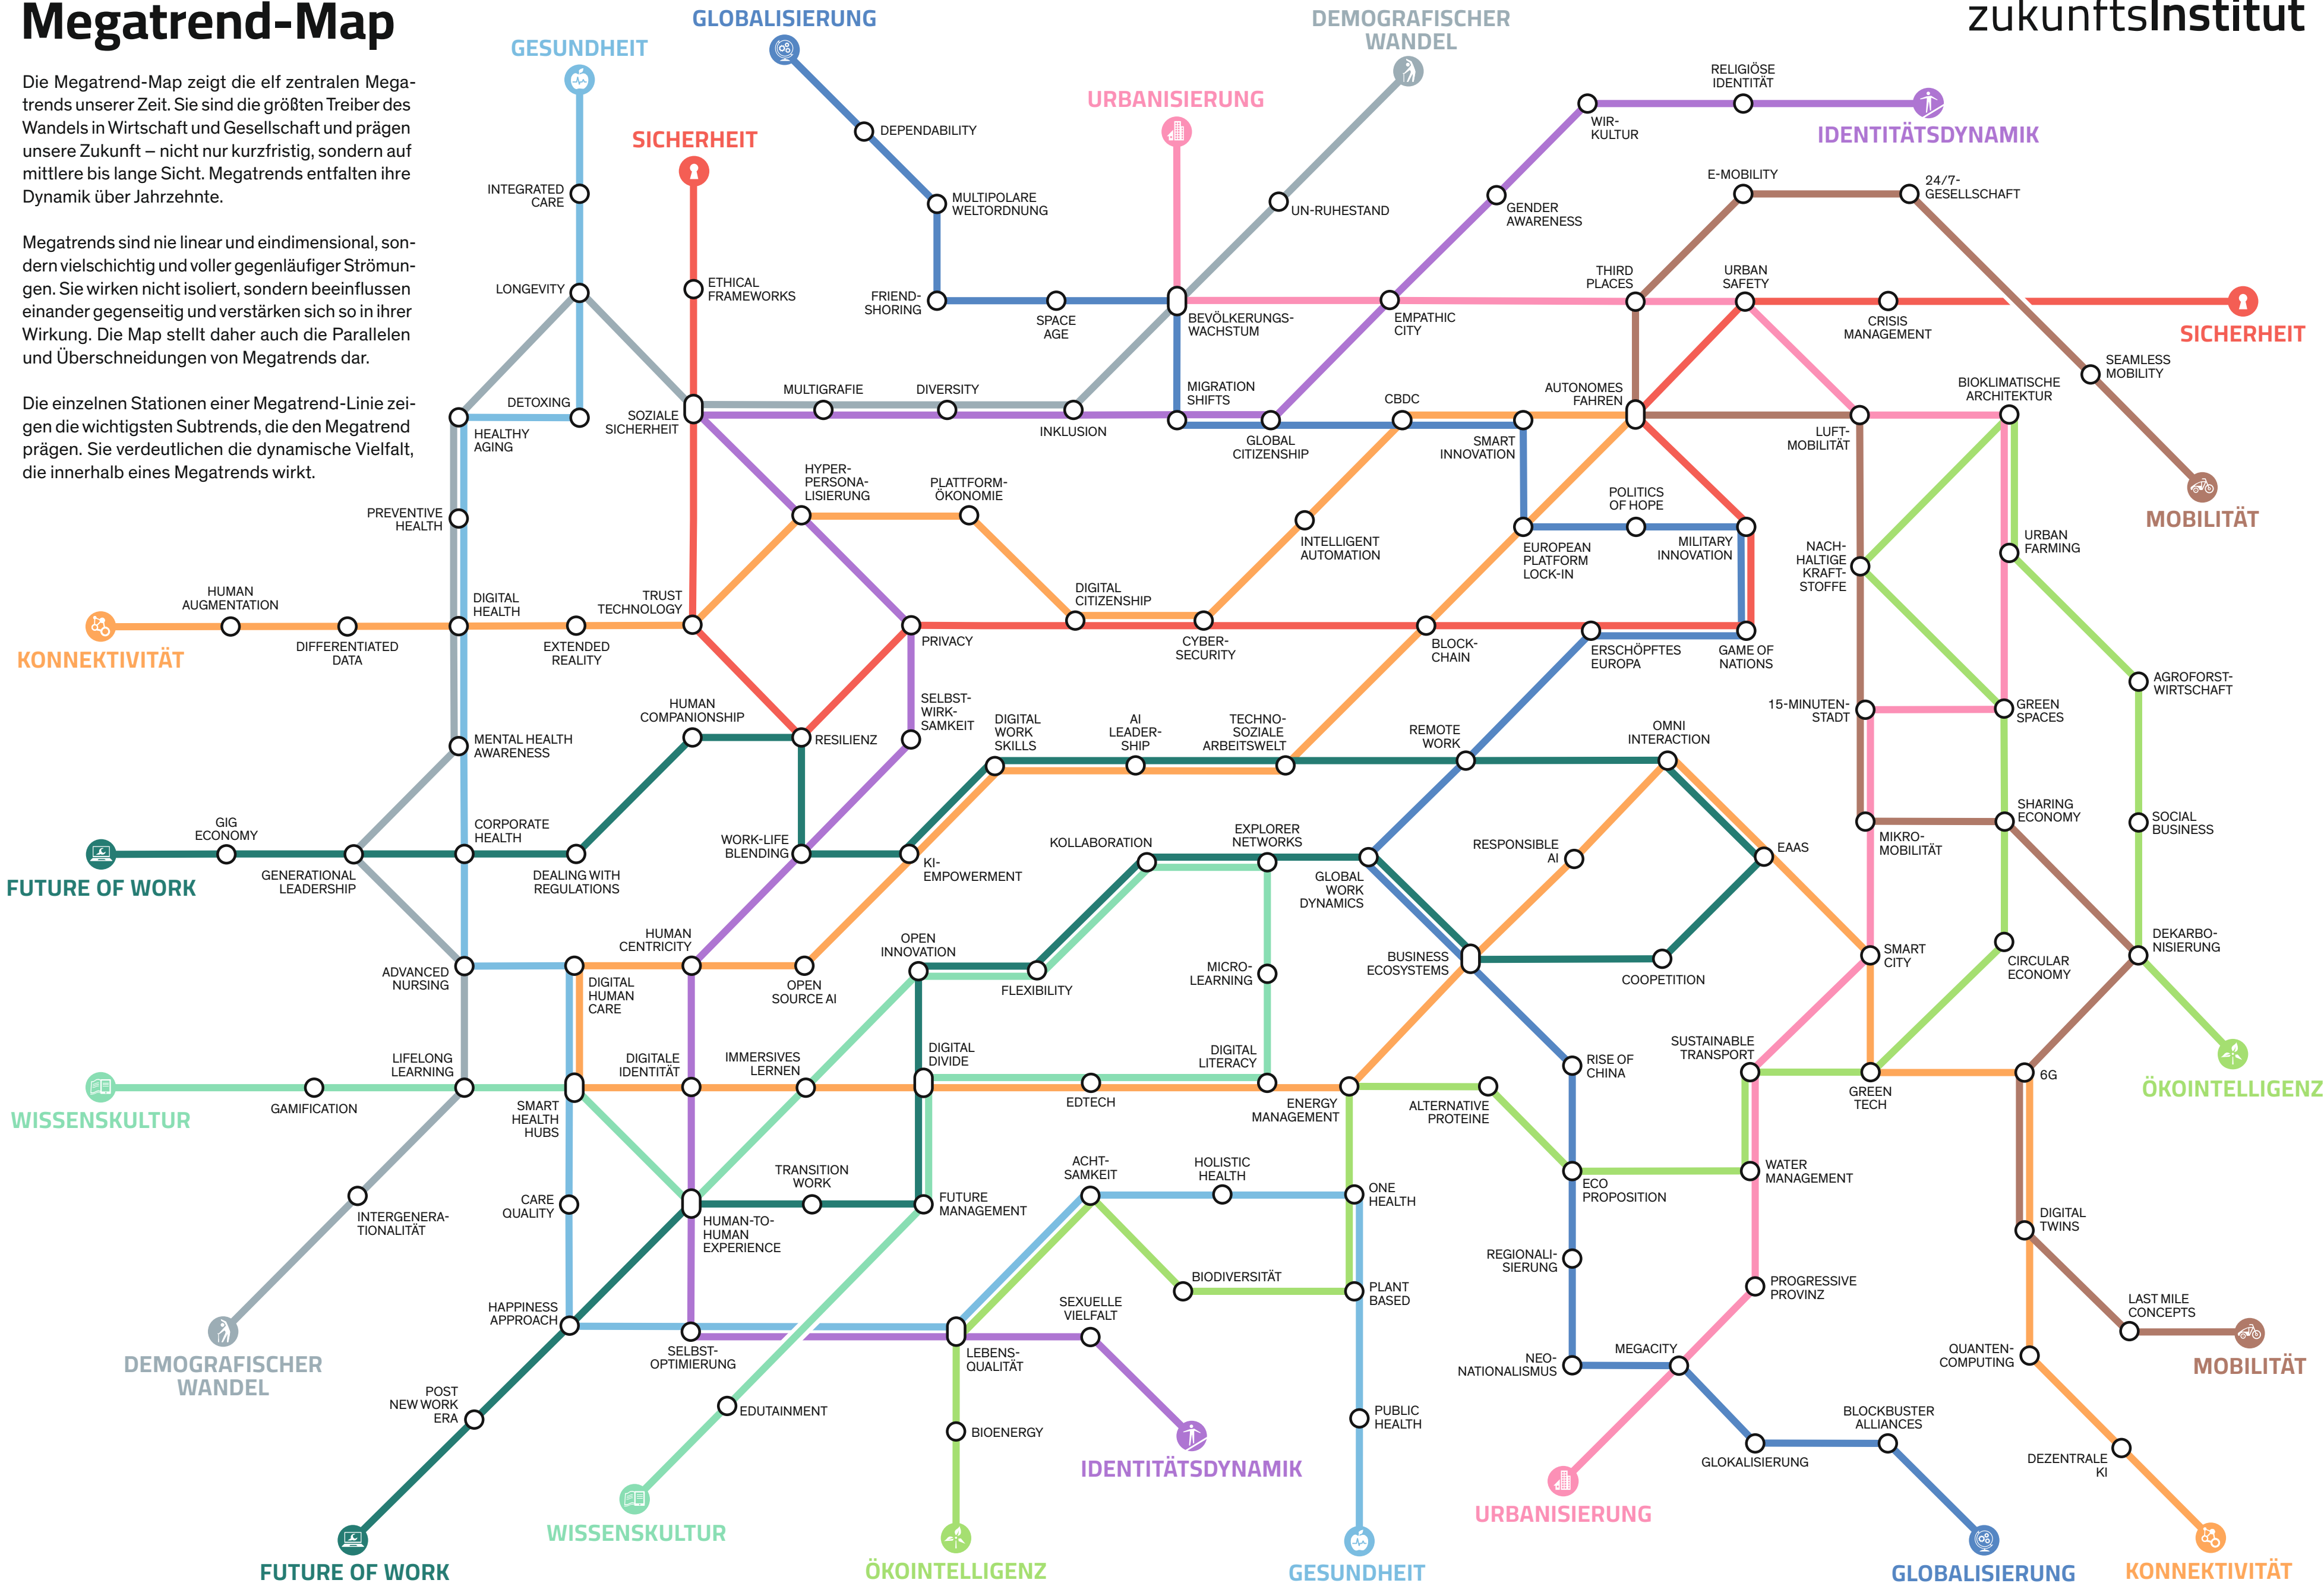 Megatrend-Map
zukunftsInstitut
Die Megatrend-Map zeigt die elf zentralen Mega-
trends unserer Zeit. Sie sind die größten Treiber des
Wandels in Wirtschaft und Gesellschaft und prägen
unsere Zukunft – nicht nur kurzfristig, sondern auf
mittlere bis lange Sicht. Megatrends entfalten ihre
Dynamik über Jahrzehnte.
Megatrends sind nie linear und eindimensional, son-
dern vielschichtig und voller gegenläufiger Strömun-
gen. Sie wirken nicht isoliert, sondern beeinflussen
einander gegenseitig und verstärken sich so in ihrer
Wirkung. Die Map stellt daher auch die Parallelen
und Überschneidungen von Megatrends dar.
Die einzelnen Stationen einer Megatrend-Linie zei-
gen die wichtigsten Subtrends, die den Megatrend
prägen. Sie verdeutlichen die dynamische Vielfalt,
die innerhalb eines Megatrends wirkt.
GESUNDHEIT
GLOBALISIERUNG
DEMOGRAFISCHER
WANDEL
URBANISIERUNG
SICHERHEIT
IDENTITÄTSDYNAMIK
RELIGIÖSE
IDENTITÄT
WIR-
KULTUR
DEPENDABILITY
INTEGRATED
CARE
MULTIPOLARE
WELTORDNUNG
UN-RUHESTAND
GENDER
AWARENESS
E-MOBILITY
24/7-
GESELLSCHAFT
LONGEVITY
ETHICAL
FRAMEWORKS
FRIEND-
SHORING
SPACE
AGE
BEVÖLKERUNGS-
WACHSTUM
EMPATHIC
CITY
THIRD
PLACES
URBAN
SAFETY
CRISIS
MANAGEMENT
SICHERHEIT
SEAMLESS
MOBILITY
DETOXING
HEALTHY
AGING
SOZIALE
SICHERHEIT
MULTIGRAFIE
DIVERSITY
INKLUSION
MIGRATION
SHIFTS
GLOBAL
CITIZENSHIP
CBDC
SMART
INNOVATION
AUTONOMES
FAHREN
LUFT-
MOBILITÄT
BIOKLIMATISCHE
ARCHITEKTUR
MOBILITÄT
PREVENTIVE
HEALTH
HYPER-
PERSONA-
LISIERUNG
PLATTFORM-
ÖKONOMIE
INTELLIGENT
AUTOMATION
EUROPEAN
PLATFORM
LOCK-IN
POLITICS
OF HOPE
MILITARY
INNOVATION
NACH-
HALTIGE
KRAFT-
STOFFE
URBAN
FARMING
KONNEKTIVITÄT
HUMAN
AUGMENTATION
DIFFERENTIATED
DATA
DIGITAL
HEALTH
EXTENDED
REALITY
TRUST
TECHNOLOGY
PRIVACY
DIGITAL
CITIZENSHIP
CYBER-
SECURITY
BLOCK-
CHAIN
ERSCHÖPFTES
EUROPA
GAME OF
NATIONS
AGROFORST-
WIRTSCHAFT
MENTAL HEALTH
AWARENESS
HUMAN
COMPANIONSHIP
RESILIENZ
SELBST-
WIRK-
SAMKEIT
DIGITAL
WORK
SKILLS
AI
LEADER-
SHIP
TECHNO-
SOZIALE
ARBEITSWELT
REMOTE
WORK
OMNI
INTERACTION
15-MINUTEN-
STADT
GREEN
SPACES
FUTURE OF WORK
GIG
ECONOMY
GENERATIONAL
LEADERSHIP
CORPORATE
HEALTH
DEALING WITH
REGULATIONS
WORK-LIFE
BLENDING
KI-
EMPOWERMENT
KOLLABORATION
EXPLORER
NETWORKS
GLOBAL
WORK
DYNAMICS
RESPONSIBLE
AI
EAAS
MIKRO-
MOBILITÄT
SHARING
ECONOMY
SOCIAL
BUSINESS
ADVANCED
NURSING
DIGITAL
HUMAN
CARE
HUMAN
CENTRICITY
OPEN
SOURCE AI
OPEN
INNOVATION
FLEXIBILITY
MICRO-
LEARNING
BUSINESS
ECOSYSTEMS
COOPETITION
SMART
CITY
CIRCULAR
ECONOMY
DEKARBO-
NISIERUNG
WISSENSKULTUR
GAMIFICATION
LIFELONG
LEARNING
SMART
HEALTH
HUBS
DIGITALE
IDENTITÄT
IMMERSIVES
LERNEN
DIGITAL
DIVIDE
EDTECH
DIGITAL
LITERACY
ENERGY
MANAGEMENT
ALTERNATIVE
PROTEINE
RISE OF
CHINA
SUSTAINABLE
TRANSPORT
GREEN
TECH
6G
ÖKOINTELLIGENZ
INTERGENERA-
TIONALITÄT
CARE
QUALITY
HUMAN-TO-
HUMAN
EXPERIENCE
TRANSITION
WORK
FUTURE
MANAGEMENT
ACHT-
SAMKEIT
HOLISTIC
HEALTH
ONE
HEALTH
ECO
PROPOSITION
WATER
MANAGEMENT
DIGITAL
TWINS
DEMOGRAFISCHER
WANDEL
HAPPINESS
APPROACH
SELBST-
OPTIMIERUNG
LEBENS-
QUALITÄT
SEXUELLE
VIELFALT
BIODIVERSITÄT
PLANT
BASED
REGIONALI-
SIERUNG
PROGRESSIVE
PROVINZ
LAST MILE
CONCEPTS
MOBILITÄT
POST
NEW WORK
ERA
EDUTAINMENT
BIOENERGY
IDENTITÄTSDYNAMIK
PUBLIC
HEALTH
NEO-
NATIONALISMUS
MEGACITY
QUANTEN-
COMPUTING
GLOKALISIERUNG
BLOCKBUSTER
ALLIANCES
DEZENTRALE
KI
FUTURE OF WORK
WISSENSKULTUR
ÖKOINTELLIGENZ
GESUNDHEIT
URBANISIERUNG
GLOBALISIERUNG
KONNEKTIVITÄT